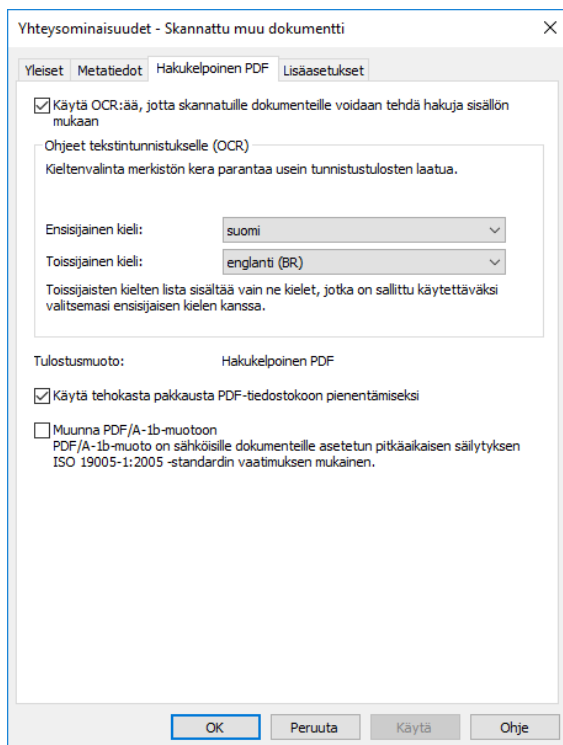 Yhteysominaisuudet - Skannattu muu dokumentti
Yleiset Metatiedot Hakukelpoinen PDF Lisäasetukset
Käytä OCR:ää, jotta skannatuille dokumenteille voidaan tehdä hakuja sisällön
mukaan
Ohjeet tekstintunnistukselle (OCR)
Kieltenvalinta merkistön kera parantaa usein tunnistustulosten laatua.
Ensisijainen kieli: suomi
Toissijainen kieli: englanti (BR)
Toissijaisten kielten lista sisältää vain ne kielet, jotka on sallittu käytettäväksi
valitsemasi ensisijaisen kielen kanssa.
Tulostusmuoto: Hakukelpoinen PDF
Käytä tehokasta pakkausta PDF-tiedostokoon pienentämiseksi
Muunna PDF/A-1b-muotoon
PDF/A-1b-muoto on sähköisille dokumenteille asetetun pitkäaikaisen säilytyksen
ISO 19005-1:2005 -standardin vaatimuksen mukainen.
OK Peruuta Käytä Ohje